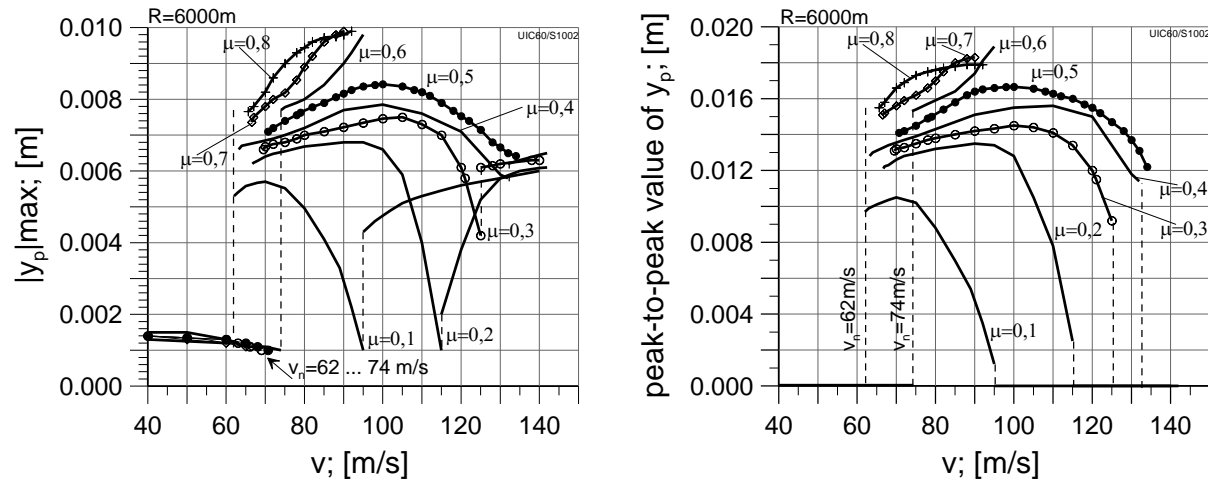 R=6000m
UIC60/S1002
|y_p|max; [m]
0.010
0.008
0.006
0.004
0.002
0.000
μ=0,8
μ=0,6
μ=0,5
μ=0,4
μ=0,7
μ=0,3
μ=0,1
μ=0,2
v_n=62 ... 74 m/s
40 60 80 100 120 140
v; [m/s]
R=6000m
UIC60/S1002
peak-to-peak value of y_p; [m]
0.020
0.016
0.012
0.008
0.004
0.000
μ=0,8
μ=0,7
μ=0,6
μ=0,5
μ=0,4
μ=0,3
μ=0,2
μ=0,1
v_n=62m/s
v_n=74m/s
40 60 80 100 120 140
v; [m/s]